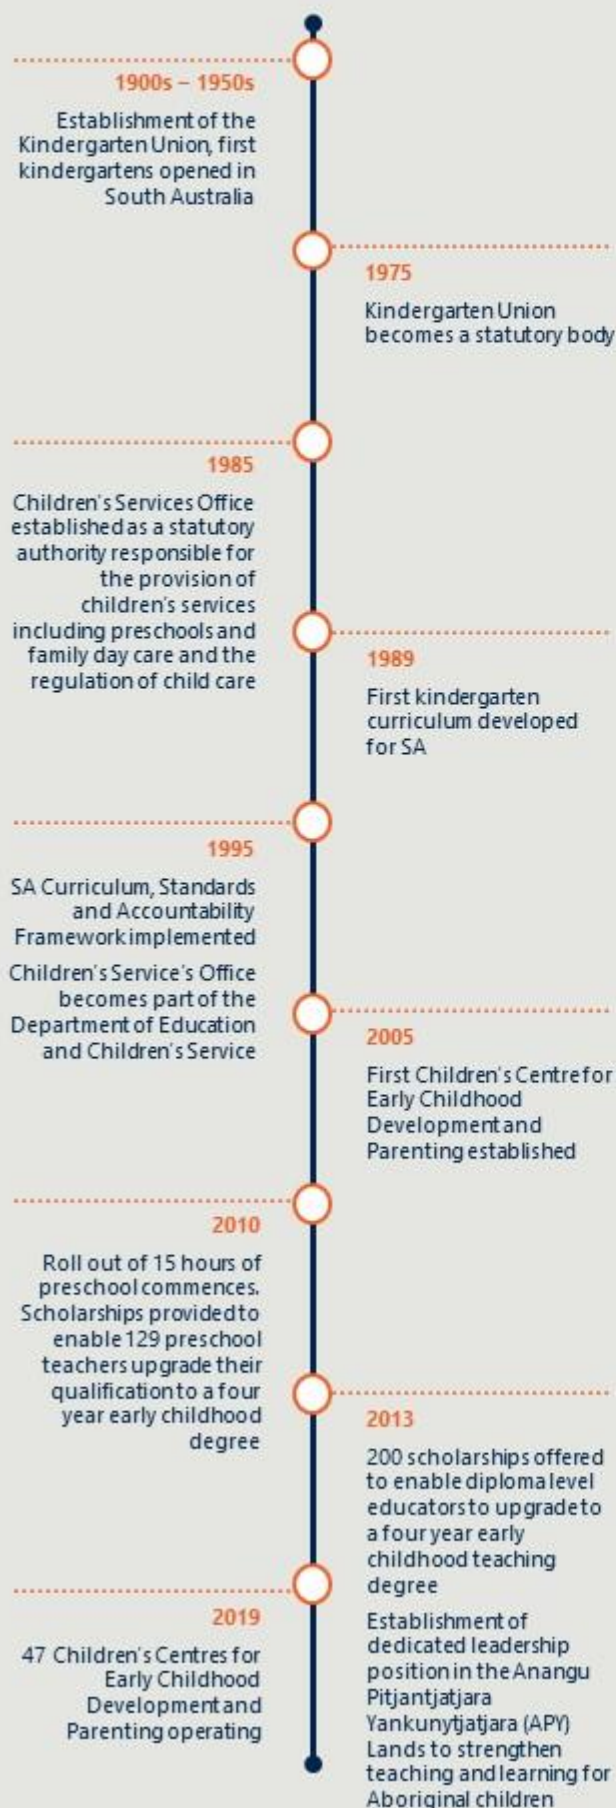 1900s – 1950s
Establishment of the
Kindergarten Union, first
kindergartens opened in
South Australia
1975
Kindergarten Union
becomes a statutory body
1985
Children's Services Office
established as a statutory
authority responsible for
the provision of
children's services
including preschools and
family day care and the
regulation of child care
1989
First kindergarten
curriculum developed
for SA
1995
SA Curriculum, Standards
and Accountability
Framework implemented
Children's Service's Office
becomes part of the
Department of Education
and Children's Service
2005
First Children's Centre for
Early Childhood
Development and
Parenting established
2010
Roll out of 15 hours of
preschool commences.
Scholarships provided to
enable 129 preschool
teachers upgrade their
qualification to a four
year early childhood
degree
2013
200 scholarships offered
to enable diploma level
educators to upgrade to
a four year early
childhood teaching
degree
Establishment of
dedicated leadership
position in the Anangu
Pitjantjatjara
Yankunytjatjara (APY)
Lands to strengthen
teaching and learning for
Aboriginal children
2019
47 Children's Centres for
Early Childhood
Development and
Parenting operating